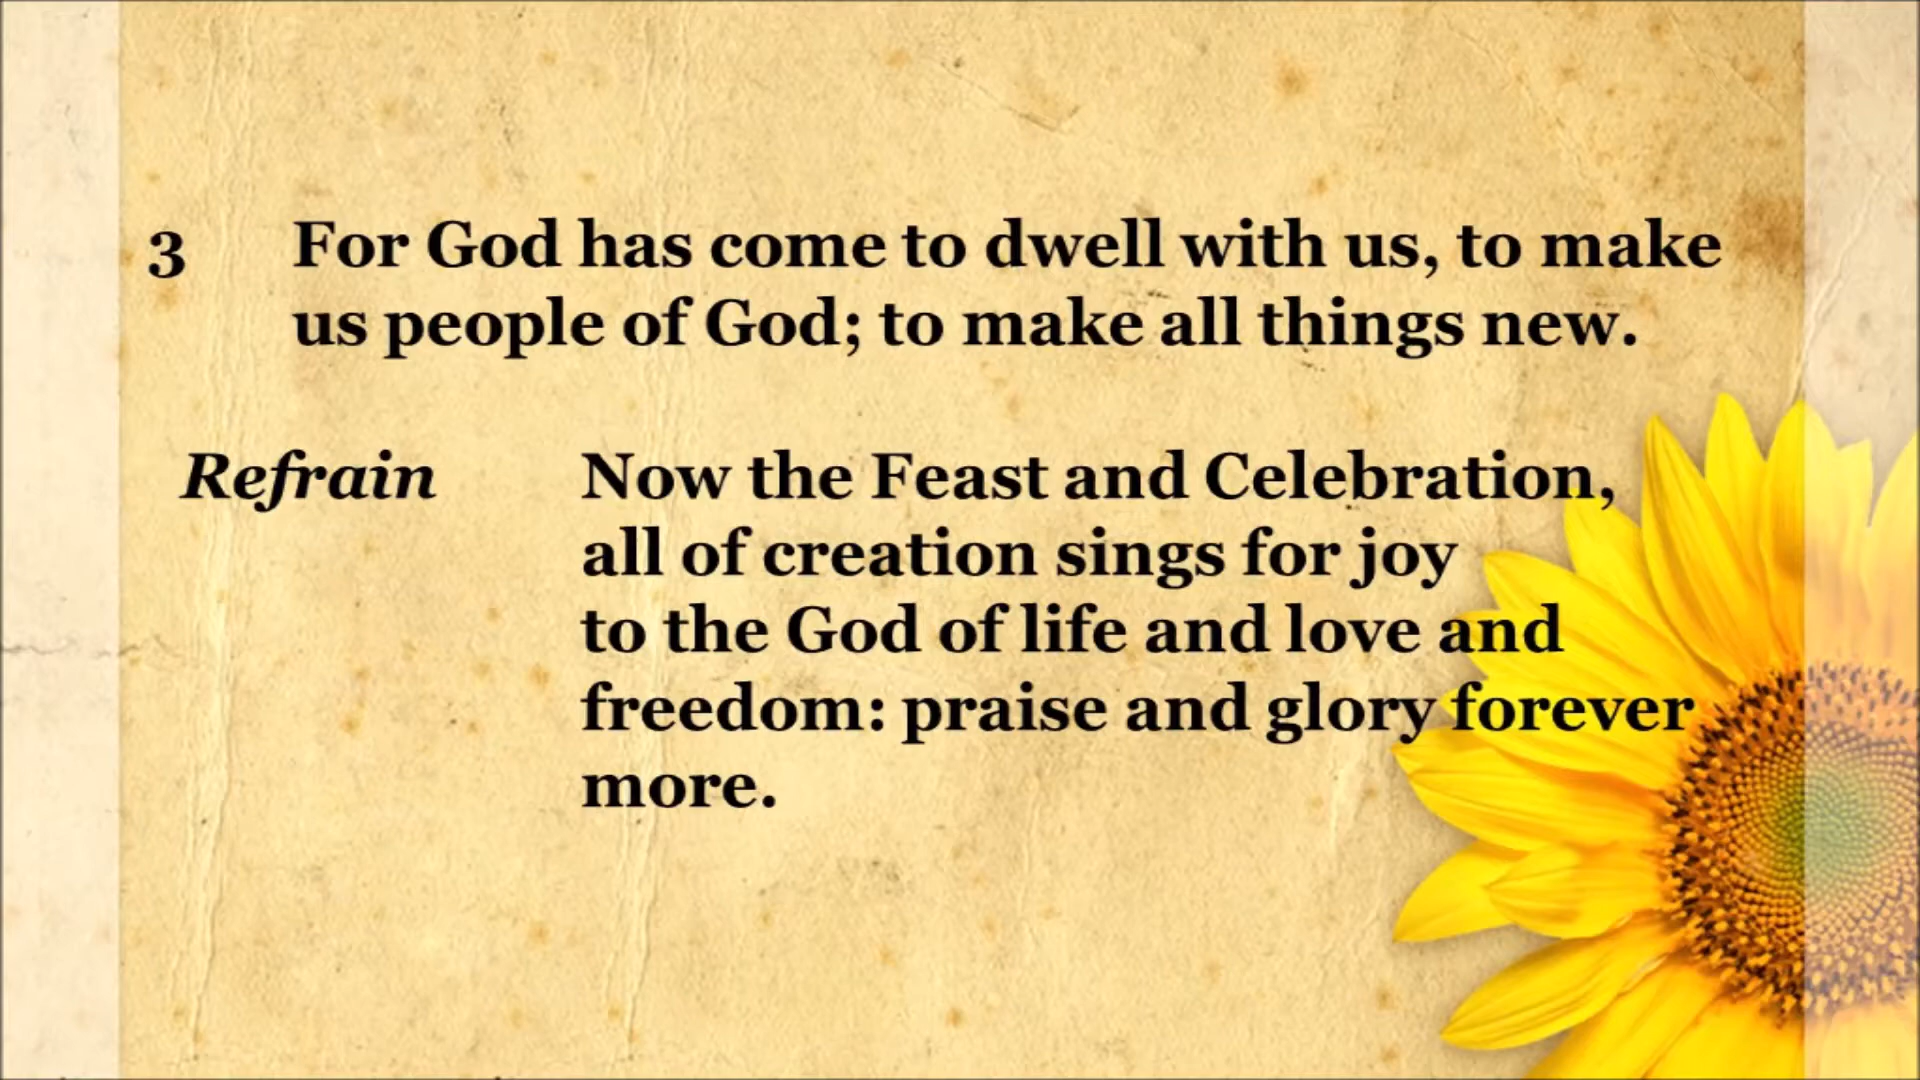 3 For God has come to dwell with us, to make
us people of God; to make all things new.
Refrain Now the Feast and Celebration,
all of creation sings for joy
to the God of life and love and
freedom: praise and glory forever
more.